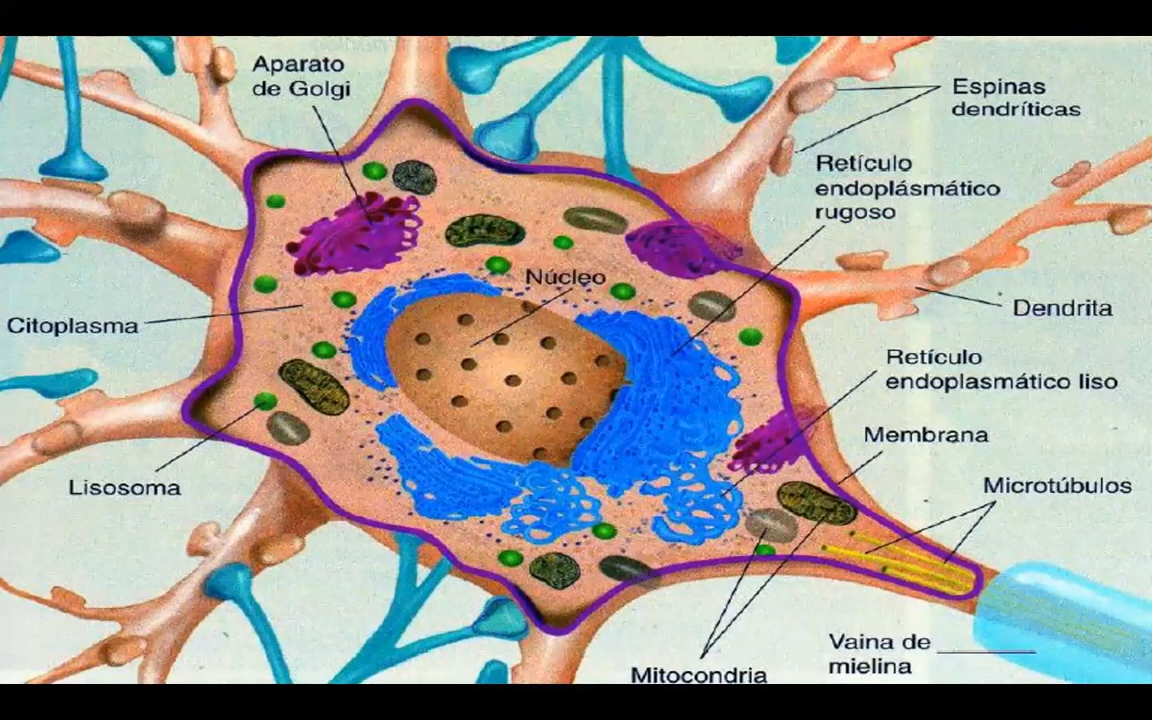 Aparato
de Golgi
Espinas
dendríticas
Retículo
endoplásmático
rugoso
Núcleo
Citoplasma
Dendrita
Retículo
endoplasmático liso
Membrana
Lisosoma
Microtúbulos
Vaina de
mielina
Mitocondria